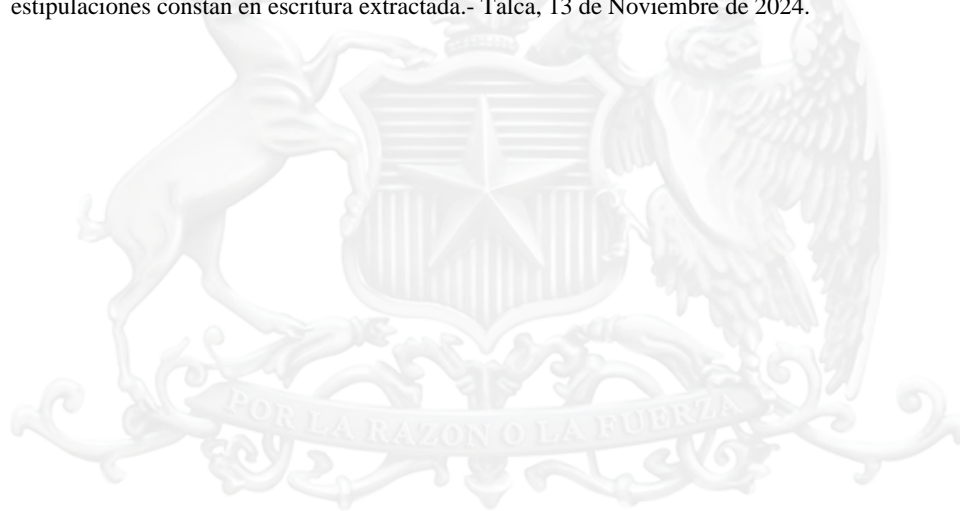 estipulaciones constan en escritura extractada.- Talca, 13 de Noviembre de 2024.
POR LA RAZON O LA FUERZA